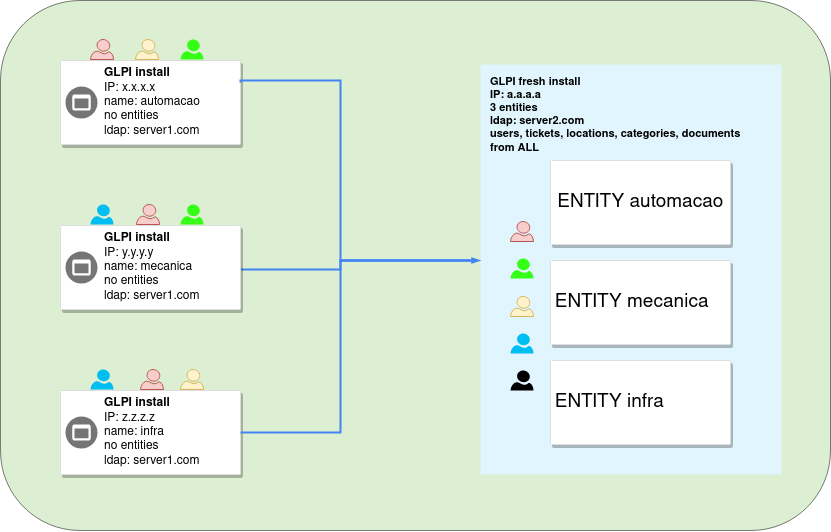 GLPI install
IP: x.x.x.x
name: automacao
no entities
ldap: server1.com
GLPI install
IP: y.y.y.y
name: mecanica
no entities
ldap: server1.com
GLPI install
IP: z.z.z.z
name: infra
no entities
ldap: server1.com
GLPI fresh install
IP: a.a.a.a
3 entities
ldap: server2.com
users, tickets, locations, categories, documents
from ALL
ENTITY automacao
ENTITY mecanica
ENTITY infra